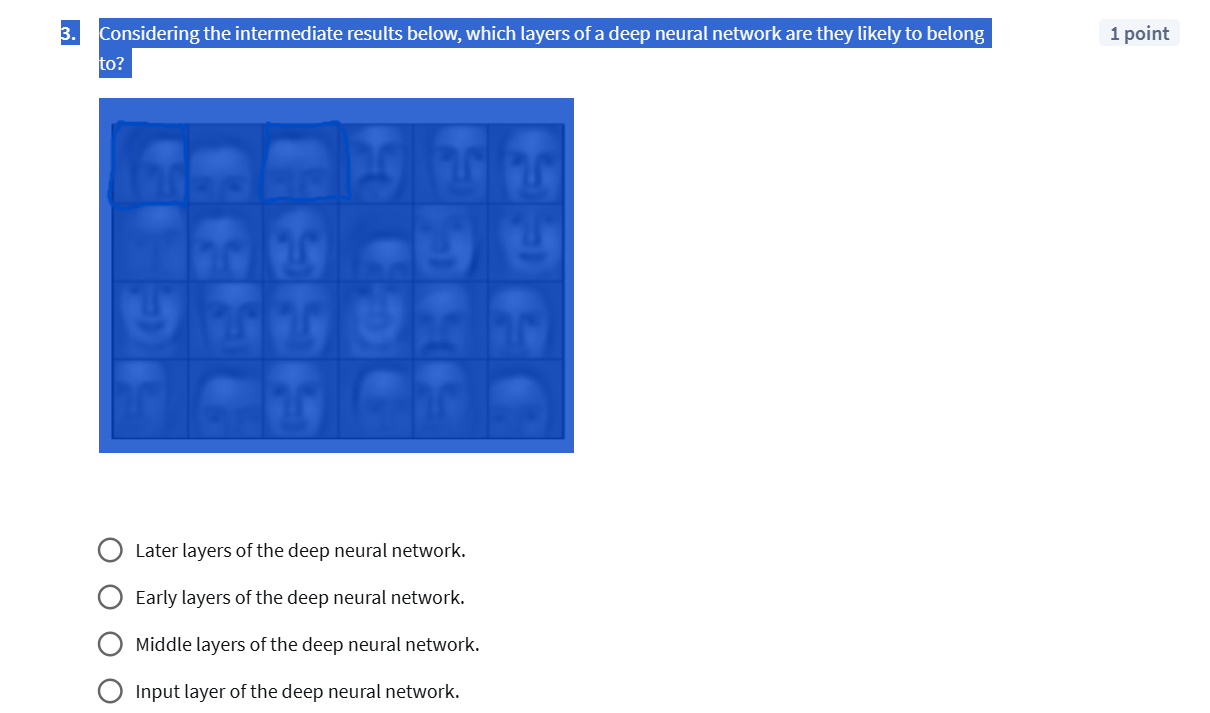 3. Considering the intermediate results below, which layers of a deep neural network are they likely to belong
to?
1 point
Later layers of the deep neural network.
Early layers of the deep neural network.
Middle layers of the deep neural network.
Input layer of the deep neural network.